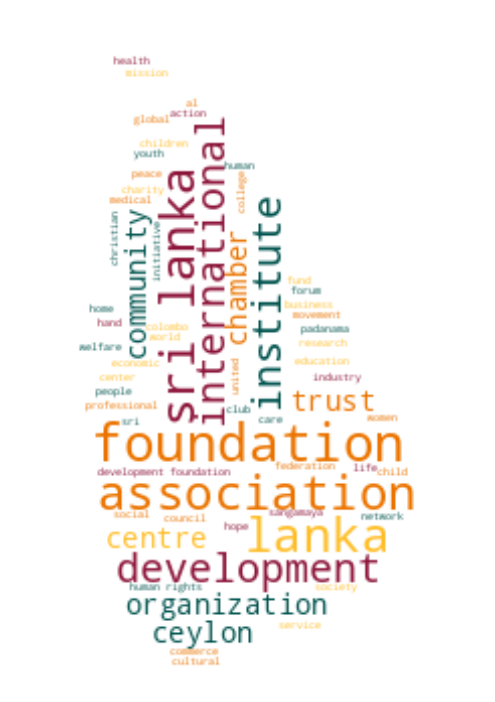 health
mission
al
action
global
international
children
youth
human
peace
sri lanka
college
charity
medical
institute
community
christian
initiative
chamber
fund
forum
home
business
movement
hand
colombo
padanama
world
research
welfare
united
economic
education
center
industry
people
trust
professional
club
women
sri
care
foundation
federation
life
child
development foundation
association
sangamaya
social
council
network
lanka
hope
centre
development
human rights
society
organization
ceylon
service
commerce
cultural